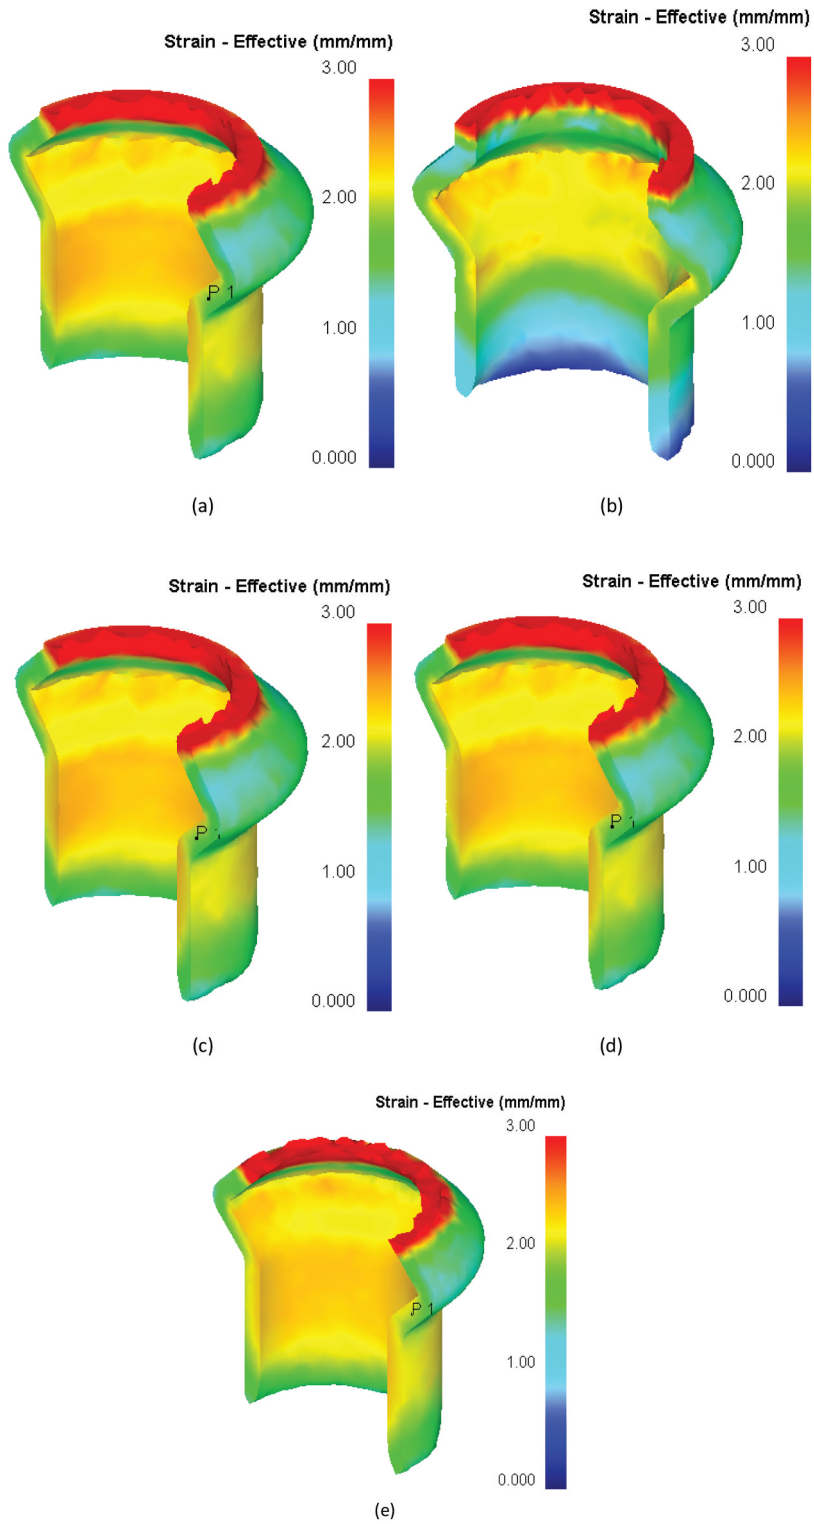 Strain - Effective (mm/mm)
3.00
2.00
1.00
0.000
P 1
(a)
Strain - Effective (mm/mm)
3.00
2.00
1.00
0.000
(b)
Strain - Effective (mm/mm)
3.00
2.00
1.00
0.000
P 1
(c)
Strain - Effective (mm/mm)
3.00
2.00
1.00
0.000
P 1
(d)
Strain - Effective (mm/mm)
3.00
2.00
1.00
0.000
P 1
(e)